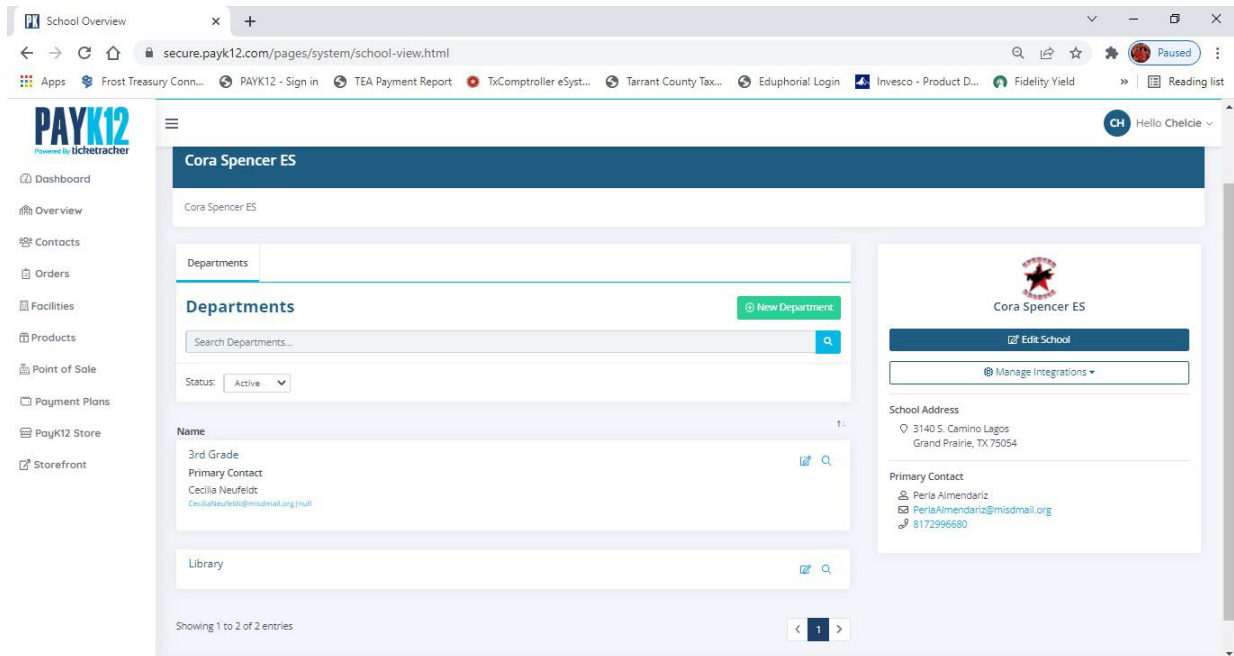 School Overview
secure.payk12.com/pages/system/school-view.html
Paused
Apps Frost Treasury Conn... PAYK12 - Sign in TEA Payment Report TxComptroller eSyst... Tarrant County Tax... Eduphoria! Login Invesco - Product D... Fidelity Yield » Reading list
PAYK12
Powered By ticketracker
CH Hello Chelcie
Dashboard
Overview
Contacts
Orders
Facilities
Products
Point of Sale
Payment Plans
PayK12 Store
Storefront
Cora Spencer ES
Cora Spencer ES
Departments
Departments
New Department
Search Departments...
Status: Active
Name
3rd Grade
Primary Contact
Cecilia Neufeldt
CeciliaNeufeldt@misdmail.org|null
Library
Showing 1 to 2 of 2 entries
1
SPENCER
Cora Spencer ES
Edit School
Manage Integrations
School Address
3140 S. Camino Lagos
Grand Prairie, TX 75054
Primary Contact
Perla Almendariz
PerlaAlmendariz@misdmail.org
8172996680